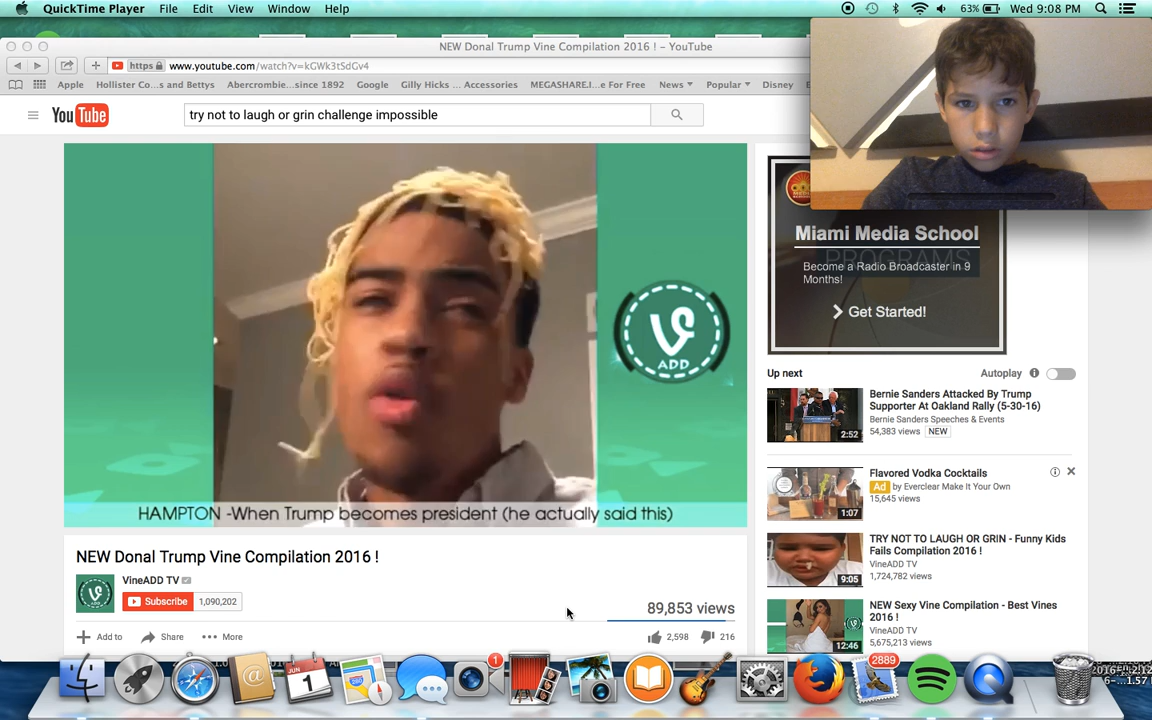 QuickTime Player File Edit View Window Help 63% Wed 9:08 PM
NEW Donal Trump Vine Compilation 2016 ! – YouTube
https www.youtube.com/watch?v=kGWk3tSdGv4
Apple Hollister Co...s and Bettys Abercrombie...since 1892 Google Gilly Hicks ... Accessories MEGASHARE.I...e For Free News Popular Disney
YouTube
try not to laugh or grin challenge impossible
ADD
HAMPTON -When Trump becomes president (he actually said this)
NEW Donal Trump Vine Compilation 2016 !
VineADD TV
Subscribe 1,090,202
89,853 views
Add to Share More 2,598 216
Miami Media School
PROGRAMS
Become a Radio Broadcaster in 9
Months!
Get Started!
Up next Autoplay
Bernie Sanders Attacked By Trump
Supporter At Oakland Rally (5-30-16)
Bernie Sanders Speeches & Events
54,383 views NEW
2:52
Flavored Vodka Cocktails
Ad by Everclear Make It Your Own
15,645 views
1:07
TRY NOT TO LAUGH OR GRIN - Funny Kids
Fails Compilation 2016 !
VineADD TV
1,724,782 views
9:05
NEW Sexy Vine Compilation - Best Vines
2016 !
VineADD TV
5,675,213 views
12:46
JUN
1
1
2889